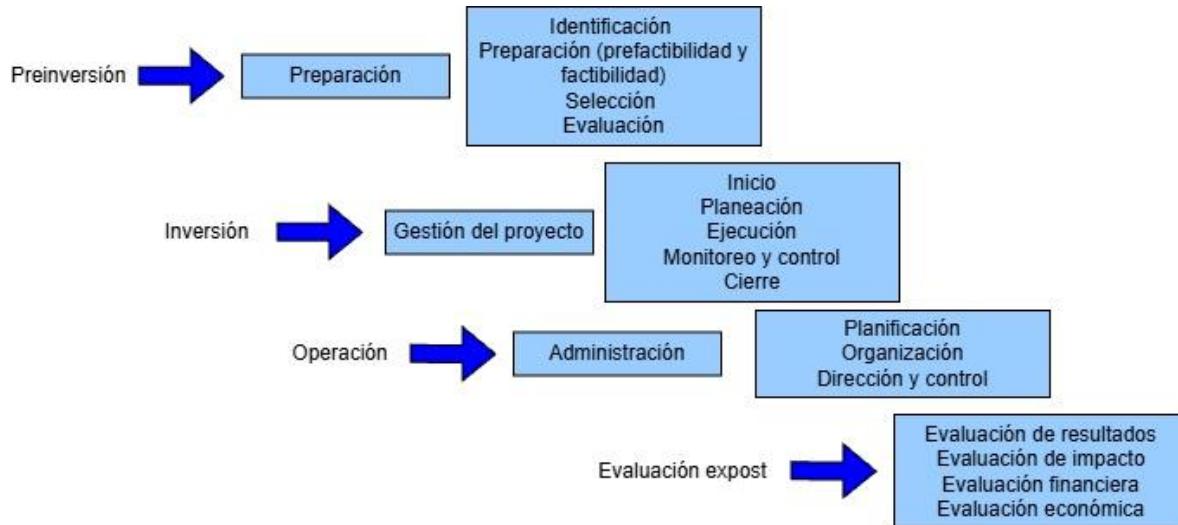 Preinversión
Preparación
Identificación
Preparación (prefactibilidad y
factibilidad)
Selección
Evaluación
Inversión
Gestión del proyecto
Inicio
Planeación
Ejecución
Monitoreo y control
Cierre
Operación
Administración
Planificación
Organización
Dirección y control
Evaluación expost
Evaluación de resultados
Evaluación de impacto
Evaluación financiera
Evaluación económica